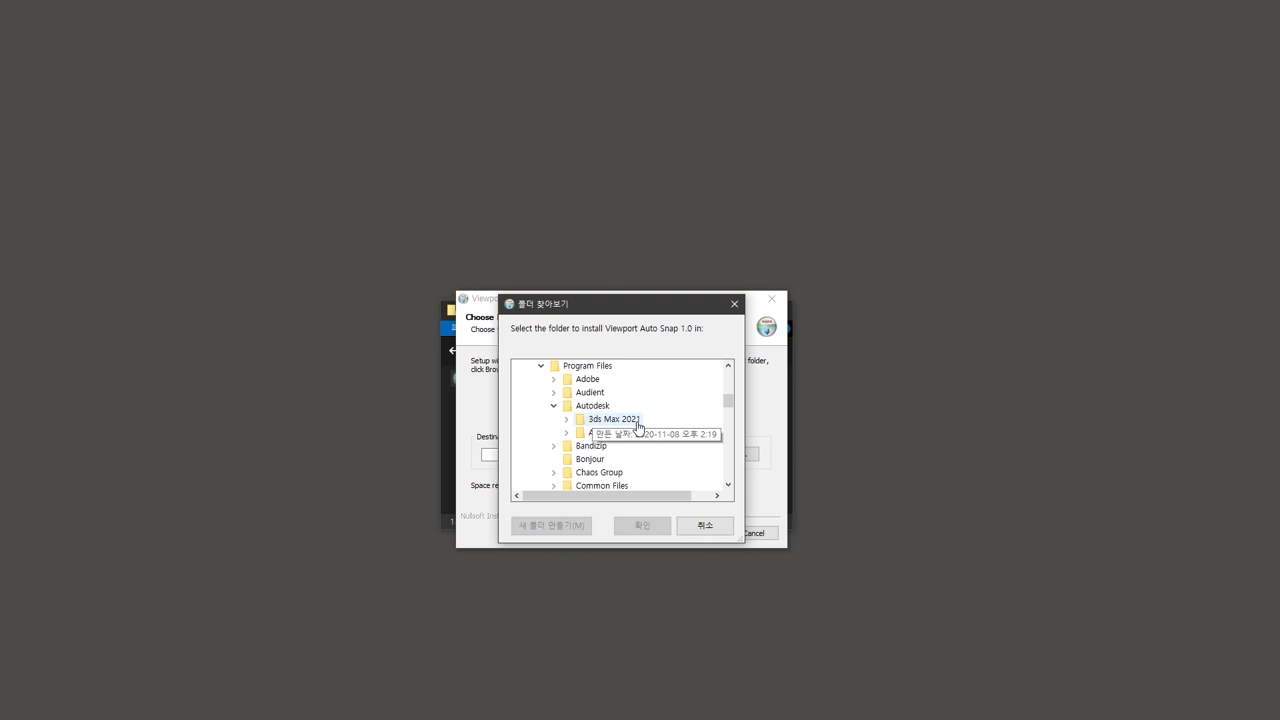 Viewpo
폴더 찾아보기
Choose
Choose
Select the folder to install Viewport Auto Snap 1.0 in:
Setup wi
folder,
click Brow
Program Files
Adobe
Audient
Autodesk
3ds Max 2021
만든 날짜: 20-11-08 오후 2:19
Destina
Bandizip
Bonjour
Chaos Group
Space re
Common Files
Nullsoft Inst
새 폴더 만들기(M)
확인
취소
Cancel